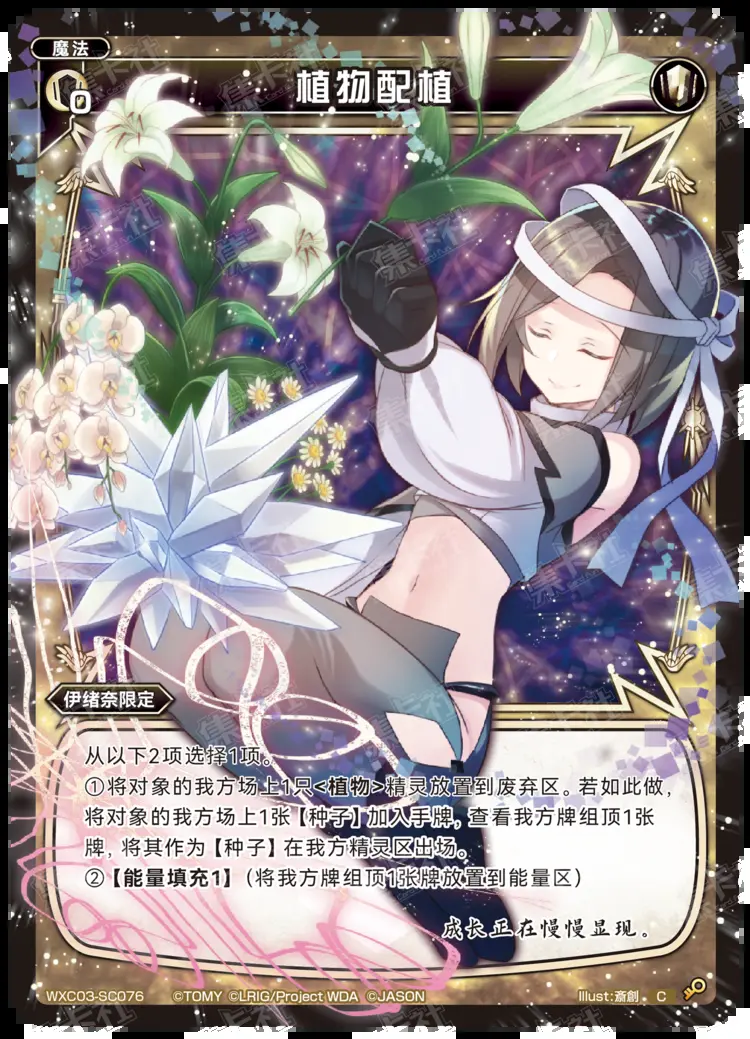 魔法
0
植物配植
伊绪奈限定
从以下2项选择1项。
①将对象的我方场上1只<植物>精灵放置到废弃区。若如此做,
将对象的我方场上1张【种子】加入手牌,查看我方牌组顶1张
牌,将其作为【种子】在我方精灵区出场。
②【能量填充1】(将我方牌组顶1张牌放置到能量区)
成长正在慢慢显现。
WXC03-SC076 ©TOMY ©LRIG/Project WDA ©JASON Illust:斎創 C
集卡社